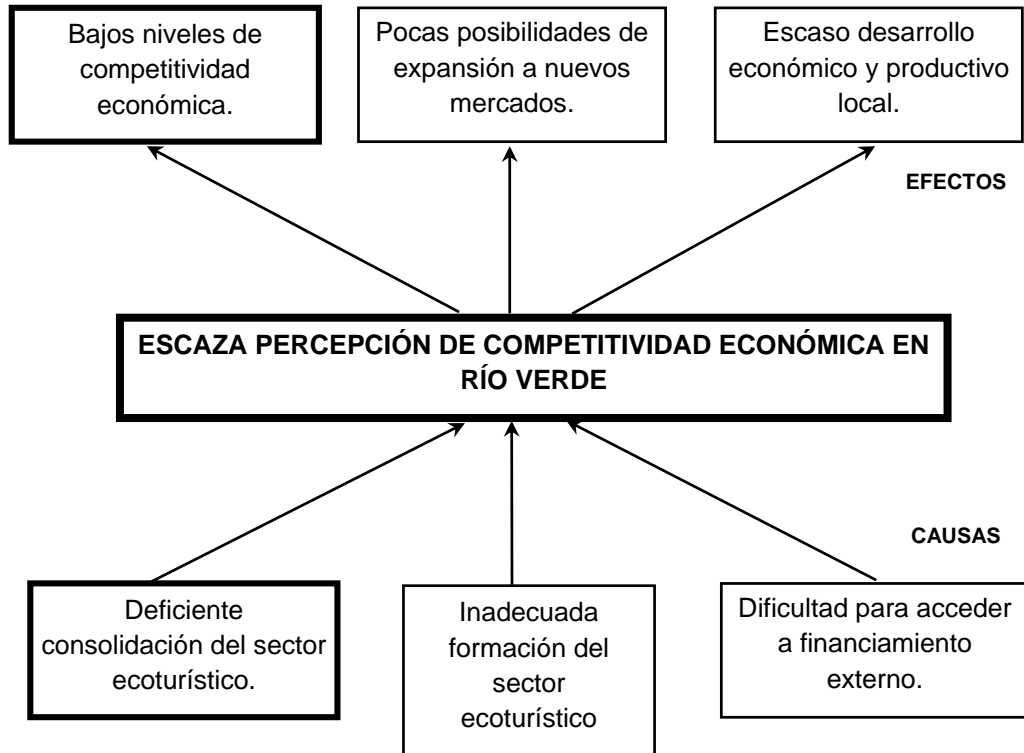 Bajos niveles de
competitividad
económica.
Pocas posibilidades de
expansión a nuevos
mercados.
Escaso desarrollo
económico y productivo
local.
EFECTOS
ESCAZA PERCEPCIÓN DE COMPETITIVIDAD ECONÓMICA EN
RÍO VERDE
CAUSAS
Deficiente
consolidación del sector
ecoturístico.
Inadecuada
formación del
sector
ecoturístico
Dificultad para acceder
a financiamiento
externo.